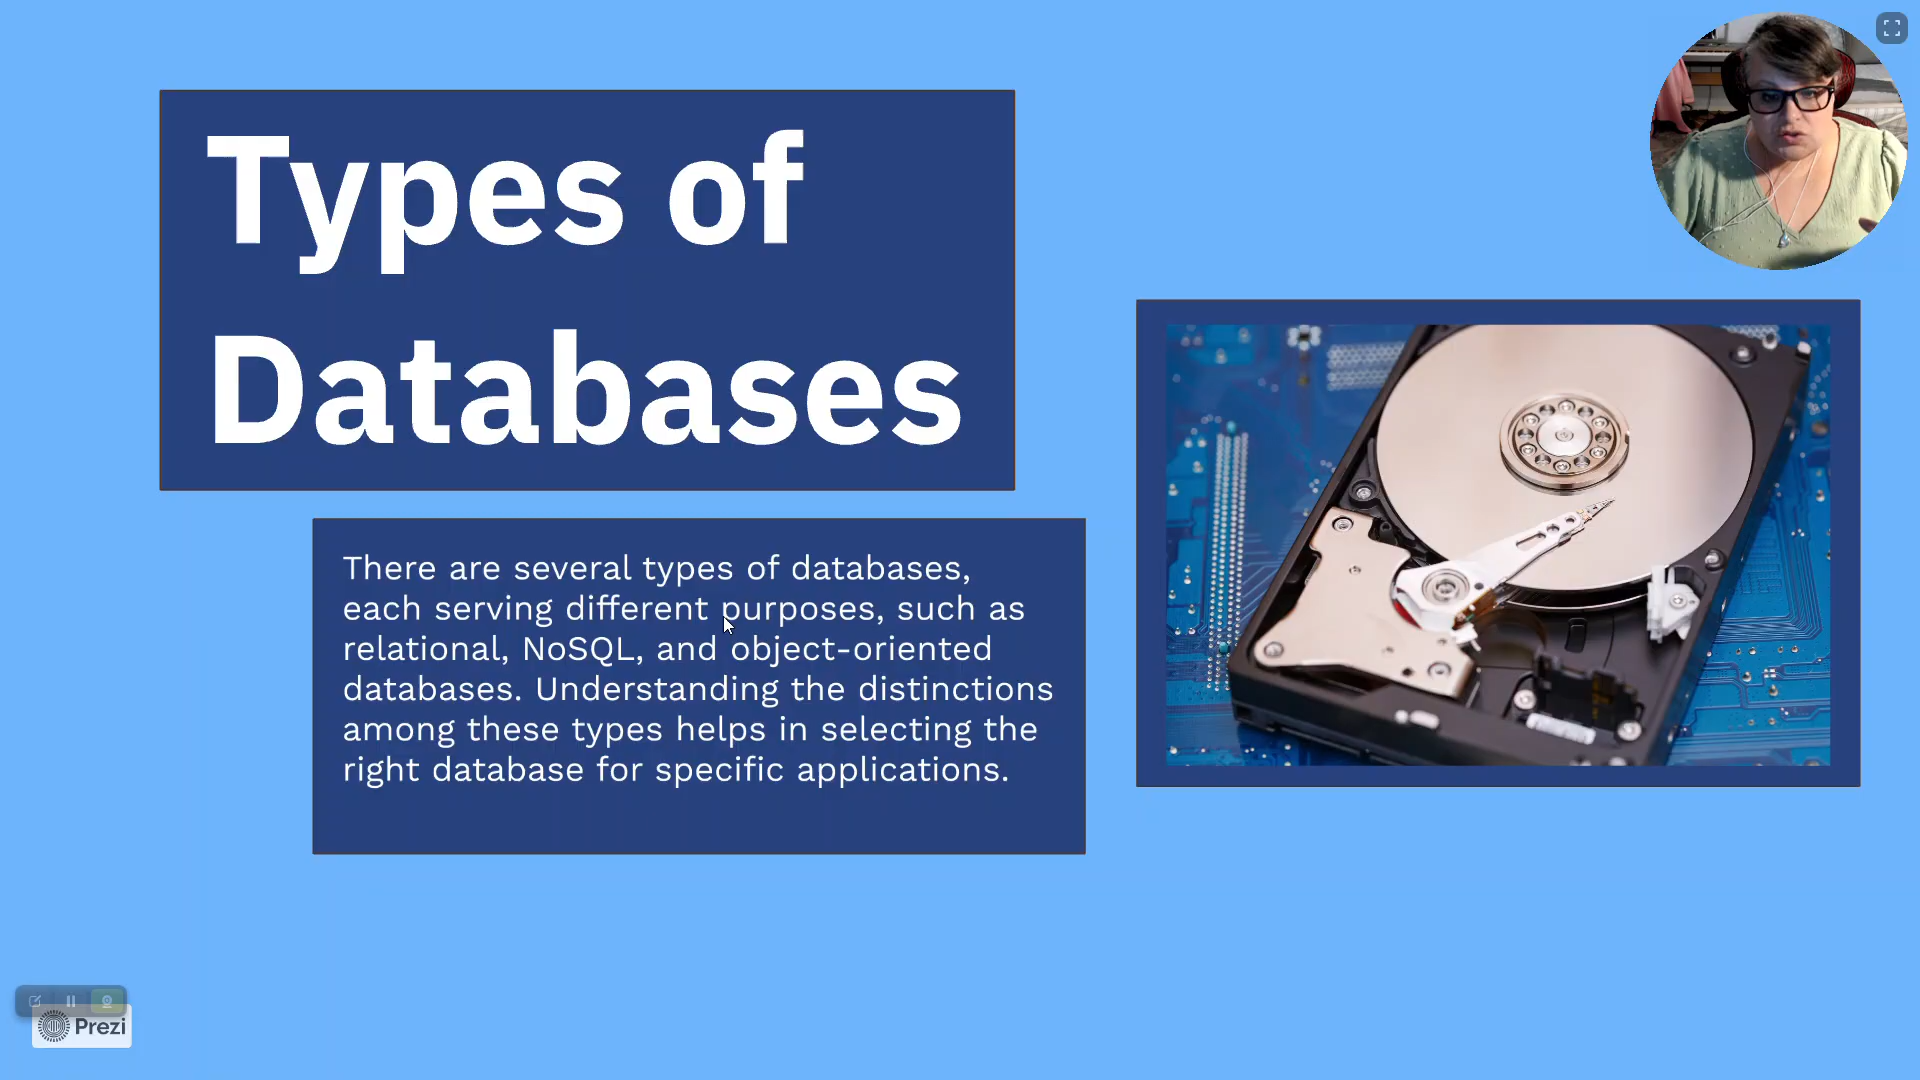 Types of
Databases
There are several types of databases,
each serving different purposes, such as
relational, NoSQL, and object-oriented
databases. Understanding the distinctions
among these types helps in selecting the
right database for specific applications.
Prezi